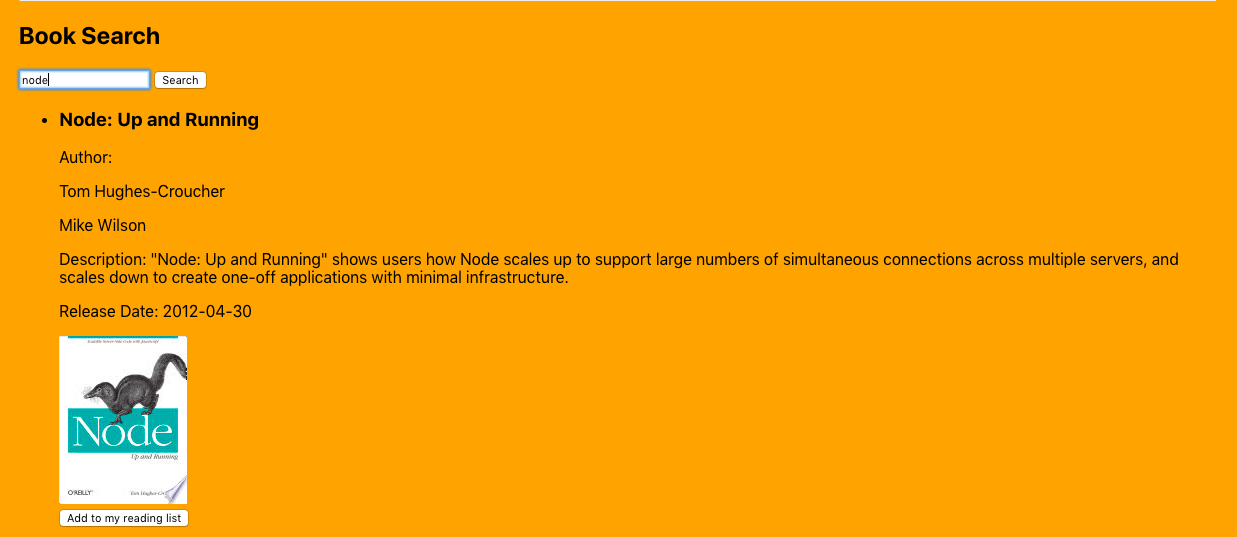 Book Search
node Search
Node: Up and Running
Author:
Tom Hughes-Croucher
Mike Wilson
Description: "Node: Up and Running" shows users how Node scales up to support large numbers of simultaneous connections across multiple servers, and
scales down to create one-off applications with minimal infrastructure.
Release Date: 2012-04-30
Scalable Server-Side Code with JavaScript
Node
Up and Running
O'REILLY
Tom Hughes-
Add to my reading list